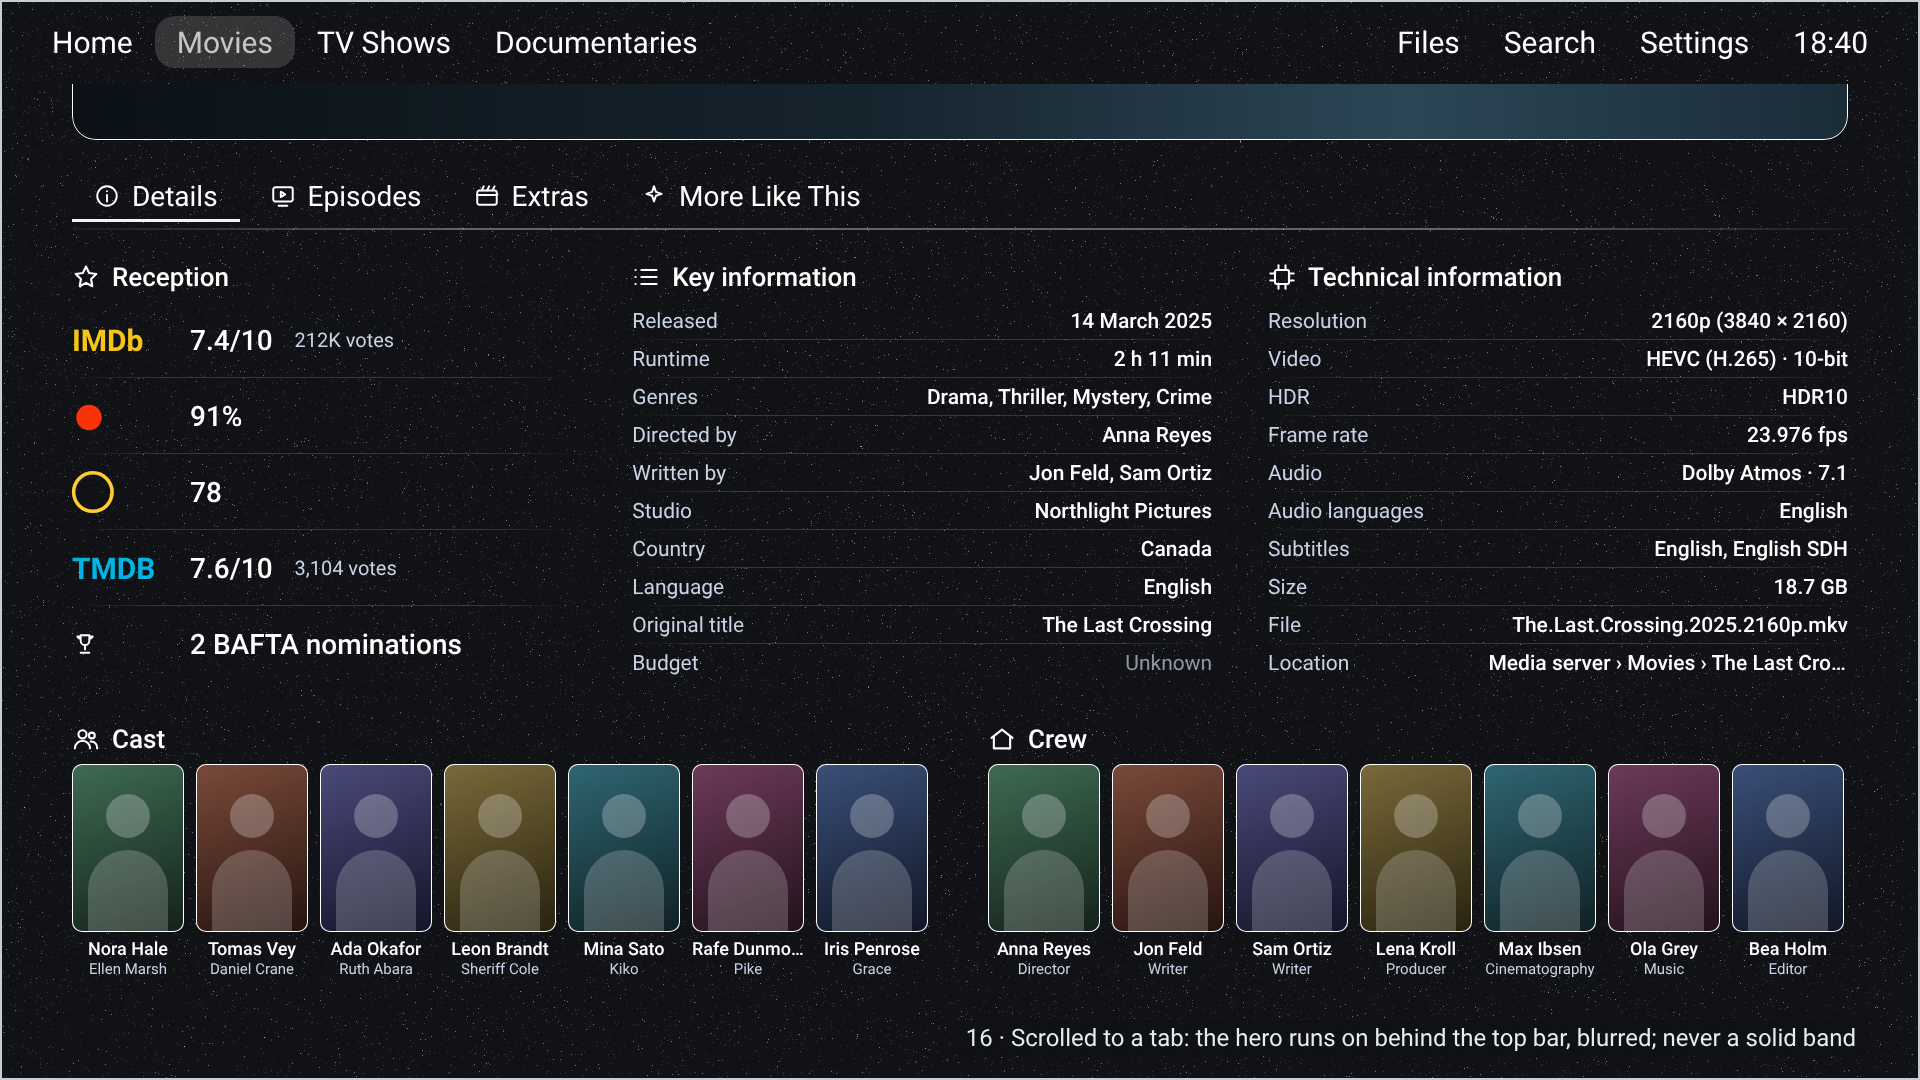 Home Movies TV Shows Documentaries Files Search Settings 18:40
Details Episodes Extras More Like This
Reception
IMDb 7.4/10 212K votes
91%
78
TMDB 7.6/10 3,104 votes
2 BAFTA nominations
Key information
Released 14 March 2025
Runtime 2 h 11 min
Genres Drama, Thriller, Mystery, Crime
Directed by Anna Reyes
Written by Jon Feld, Sam Ortiz
Studio Northlight Pictures
Country Canada
Language English
Original title The Last Crossing
Budget Unknown
Technical information
Resolution 2160p (3840 × 2160)
Video HEVC (H.265) · 10-bit
HDR HDR10
Frame rate 23.976 fps
Audio Dolby Atmos · 7.1
Audio languages English
Subtitles English, English SDH
Size 18.7 GB
File The.Last.Crossing.2025.2160p.mkv
Location Media server › Movies › The Last Cro...
Cast
Nora Hale Tomas Vey Ada Okafor Leon Brandt Mina Sato Rafe Dunmo... Iris Penrose
Ellen Marsh Daniel Crane Ruth Abara Sheriff Cole Kiko Pike Grace
Crew
Anna Reyes Jon Feld Sam Ortiz Lena Kroll Max Ibsen Ola Grey Bea Holm
Director Writer Writer Producer Cinematography Music Editor
16 · Scrolled to a tab: the hero runs on behind the top bar, blurred; never a solid band